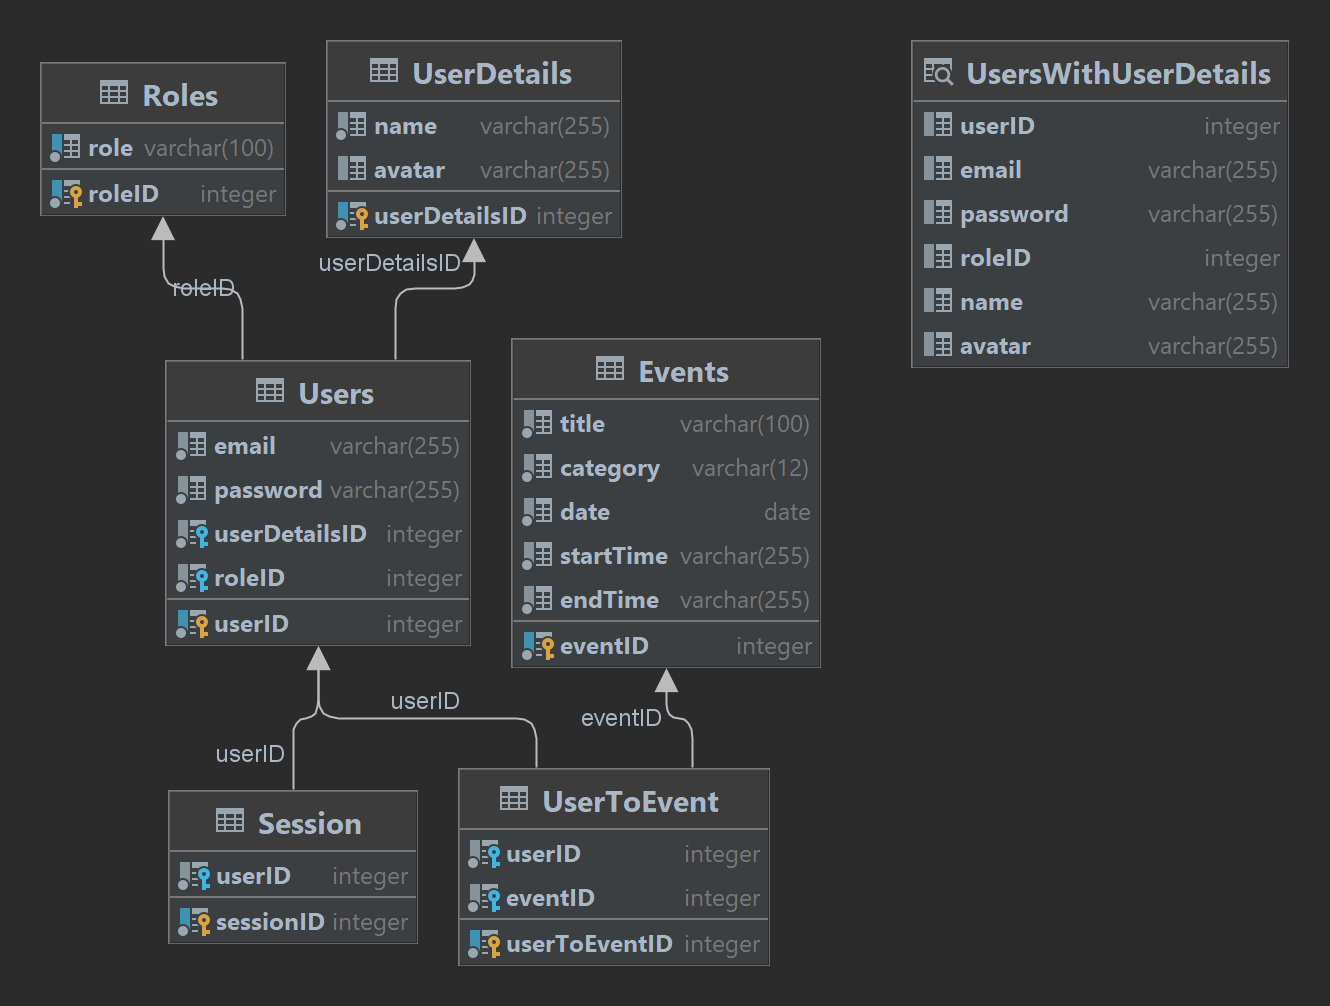 Roles
role varchar(100)
roleID integer
UserDetails
name varchar(255)
avatar varchar(255)
userDetailsID integer
UsersWithUserDetails
userID integer
email varchar(255)
password varchar(255)
roleID integer
name varchar(255)
avatar varchar(255)
roleID
userDetailsID
Users
email varchar(255)
password varchar(255)
userDetailsID integer
roleID integer
userID integer
Events
title varchar(100)
category varchar(12)
date date
startTime varchar(255)
endTime varchar(255)
eventID integer
userID
userID
eventID
Session
userID integer
sessionID integer
UserToEvent
userID integer
eventID integer
userToEventID integer